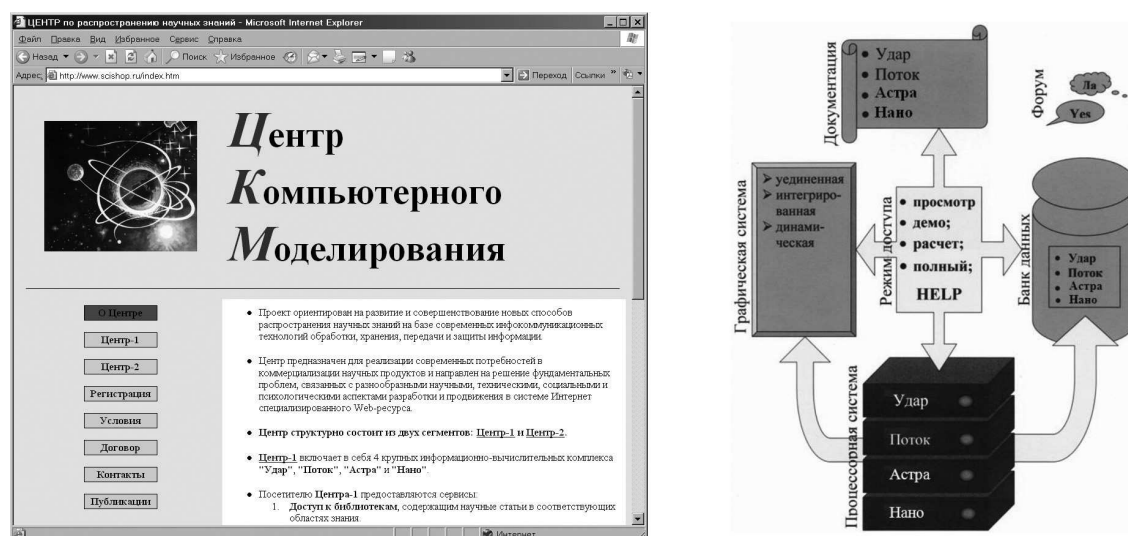 ЦЕНТР по распространению научных знаний - Microsoft Internet Explorer
Файл Правка Вид Избранное Сервис Справка
Назад Поиск Избранное
Адрес: http://www.scishop.ru/index.htm Переход Ссылки »
Центр
Компьютерного
Моделирования
О Центре
Центр-1
Центр-2
Регистрация
Условия
Договор
Контакты
Публикации
• Проект ориентирован на развитие и совершенствование новых способов
распространения научных знаний на базе современных инфокоммуникационных
технологий обработки, хранения, передачи и защиты информации.
• Центр предназначен для реализации современных потребностей в
коммерциализации научных продуктов и направлен на решение фундаментальных
проблем, связанных с разнообразными научными, техническими, социальными и
психологическими аспектами разработки и продвижения в системе Интернет
специализированного Web-ресурса.
• Центр структурно состоит из двух сегментов: Центр-1 и Центр-2.
• Центр-1 включает в себя 4 крупных информационно-вычислительных комплекса
"Удар", "Поток", "Астра" и "Нано".
• Посетителю Центра-1 предоставляются сервисы:
1. Доступ к библиотекам, содержащим научные статьи в соответствующих
областях знания.
Интернет
Документация
• Удар
• Поток
• Астра
• Нано
Форум
Да
Yes
Графическая система
➢ уединенная
➢ интегриро-
ванная
➢ динами-
ческая
Режим доступа
• просмотр
• демо;
• расчет;
• полный;
HELP
Банк данных
• Удар
• Поток
• Астра
• Нано
Процессорная система
Удар
Поток
Астра
Нано